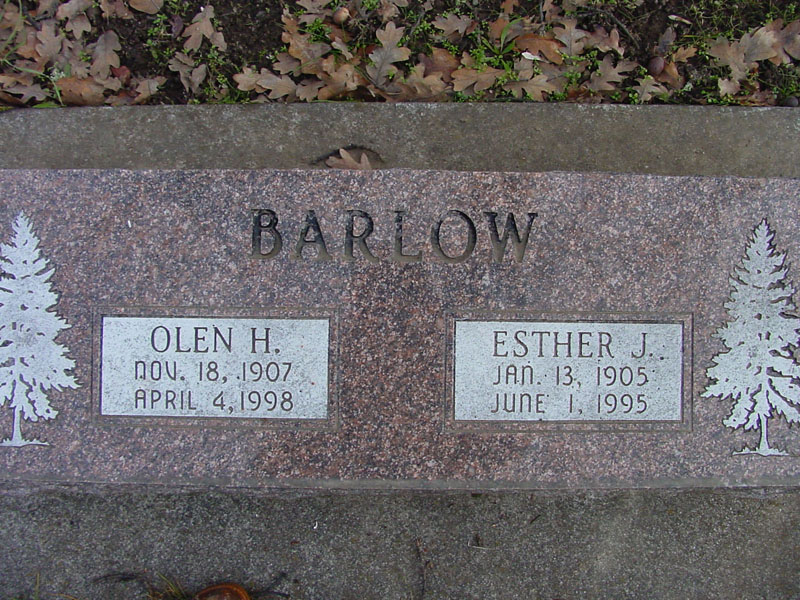 BARLOW
OLEN H.
NOV. 18, 1907
APRIL 4, 1998
ESTHER J.
JAN. 13, 1905
JUNE 1, 1995